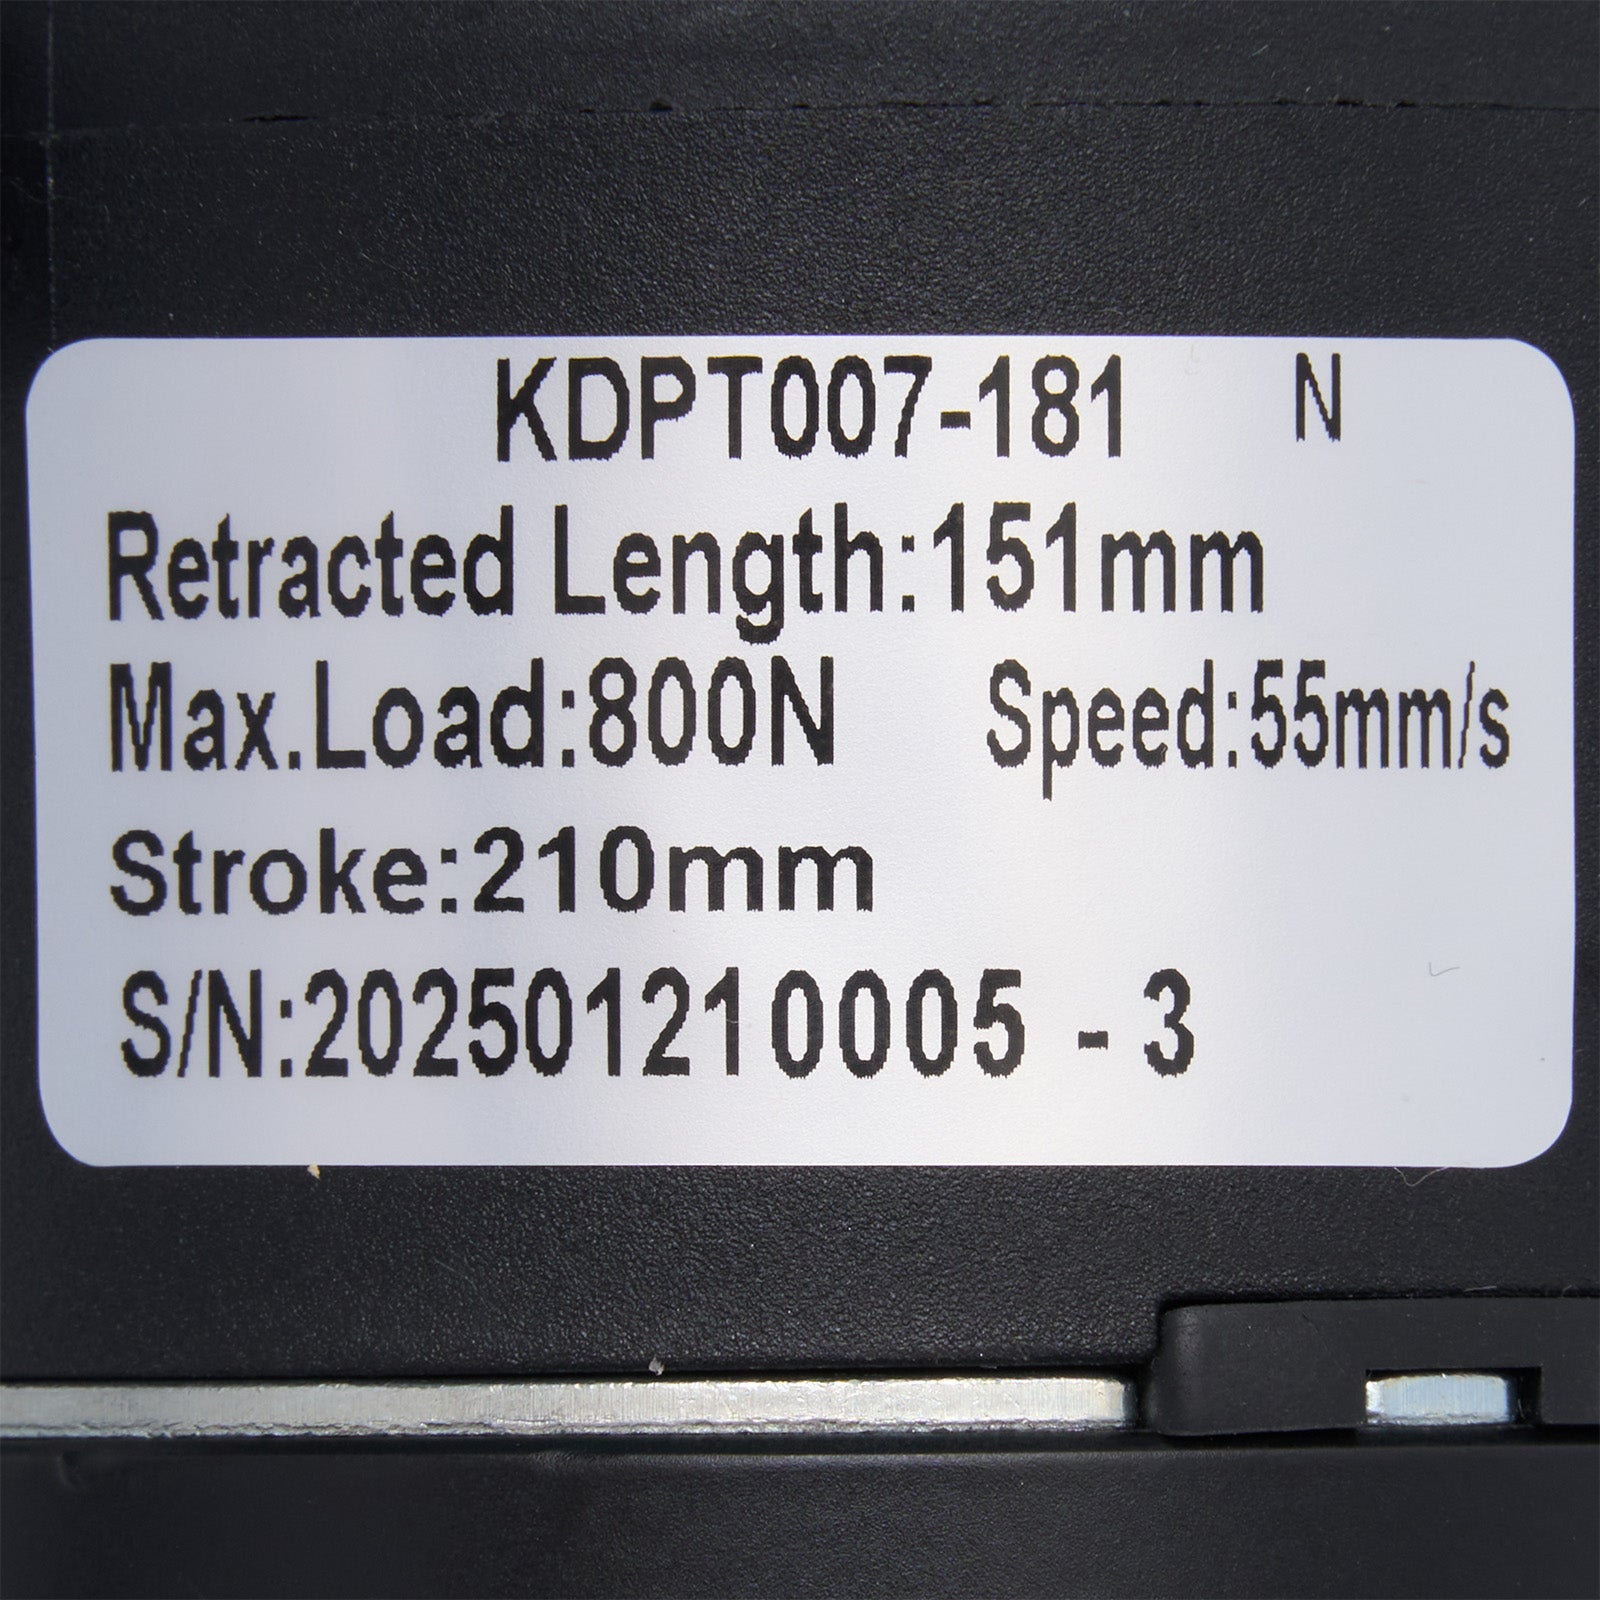 KDPT007-181 N
Retracted Length:151mm
Max.Load:800N Speed:55mm/s
Stroke:210mm
S/N:202501210005 - 3